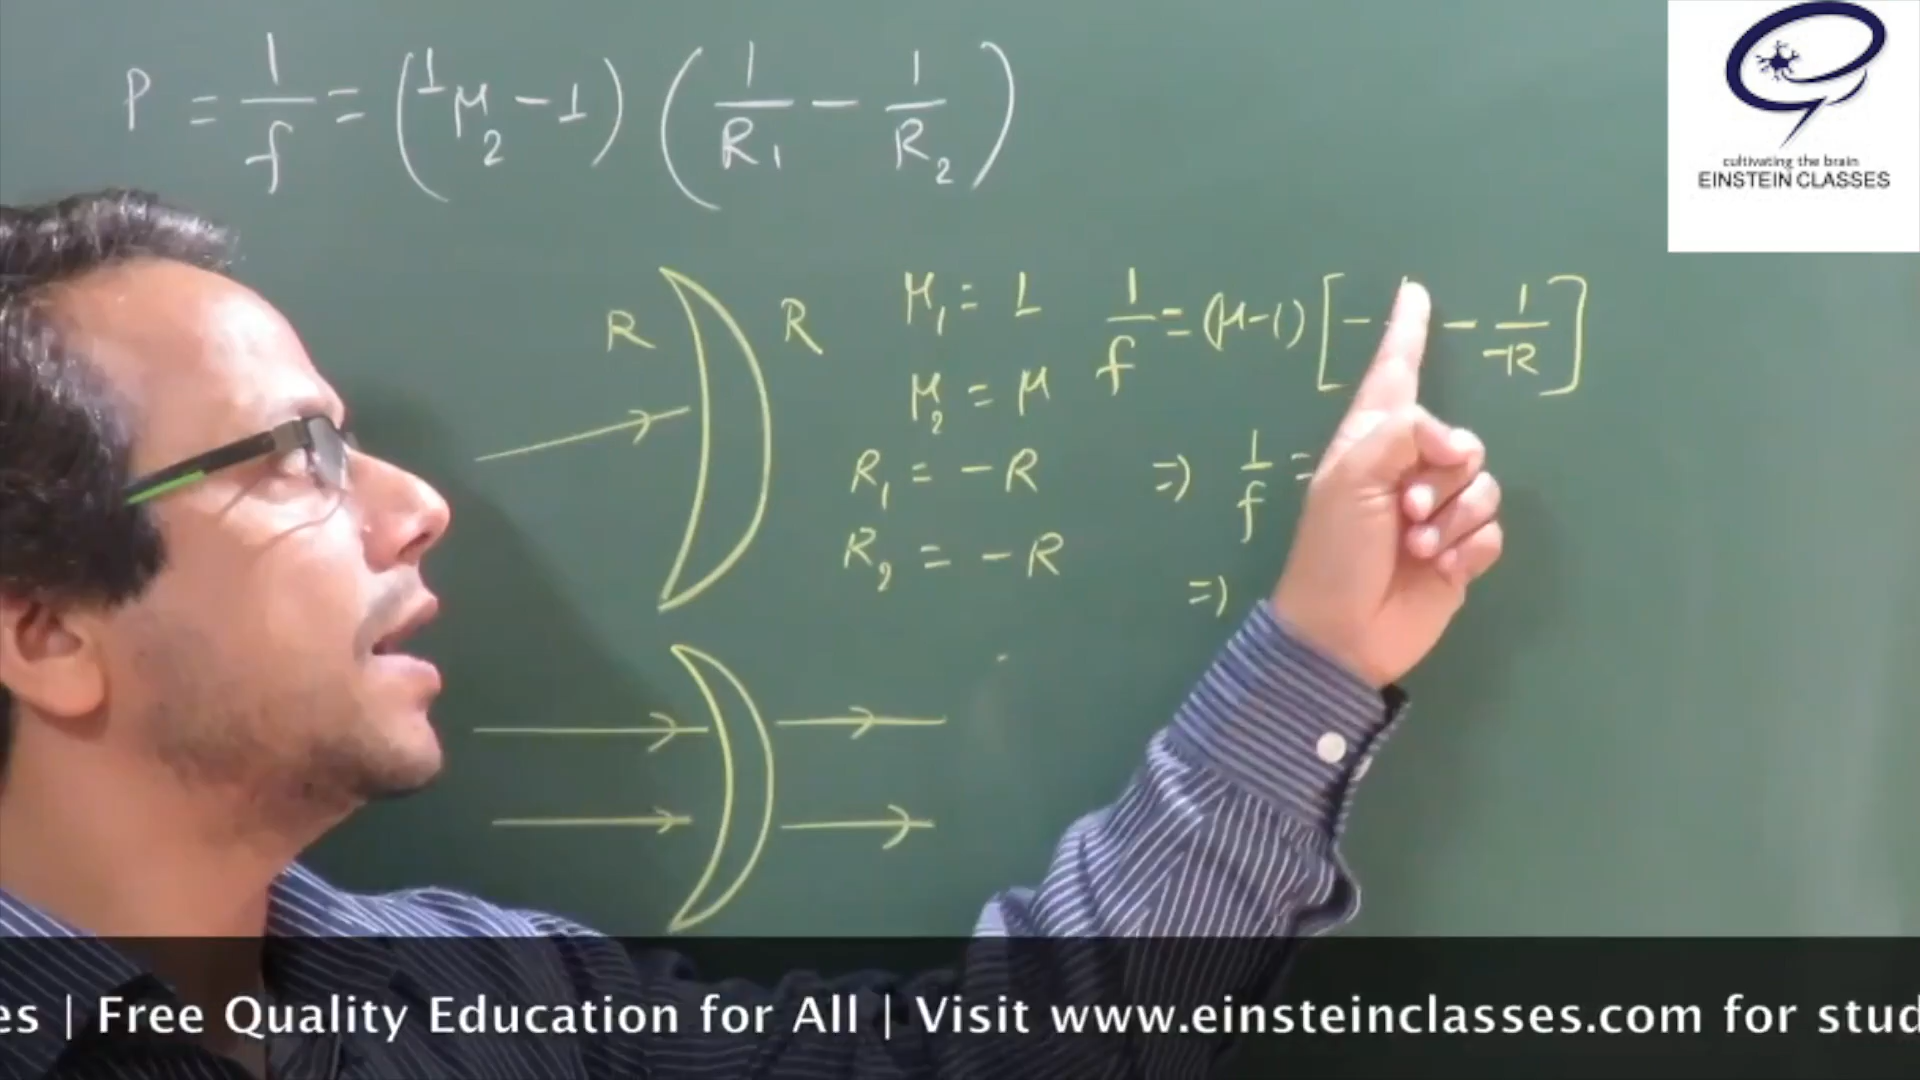 P = 1/f = (¹μ₂ - 1) (1/R₁ - 1/R₂)
cultivating the brain
EINSTEIN CLASSES
R
R
μ₁ = 1
1/f = (μ-1) [- - 1/-R]
μ₂ = μ
R₁ = - R
=> 1/f =
R₂ = - R
=>
es | Free Quality Education for All | Visit www.einsteinclasses.com for stud